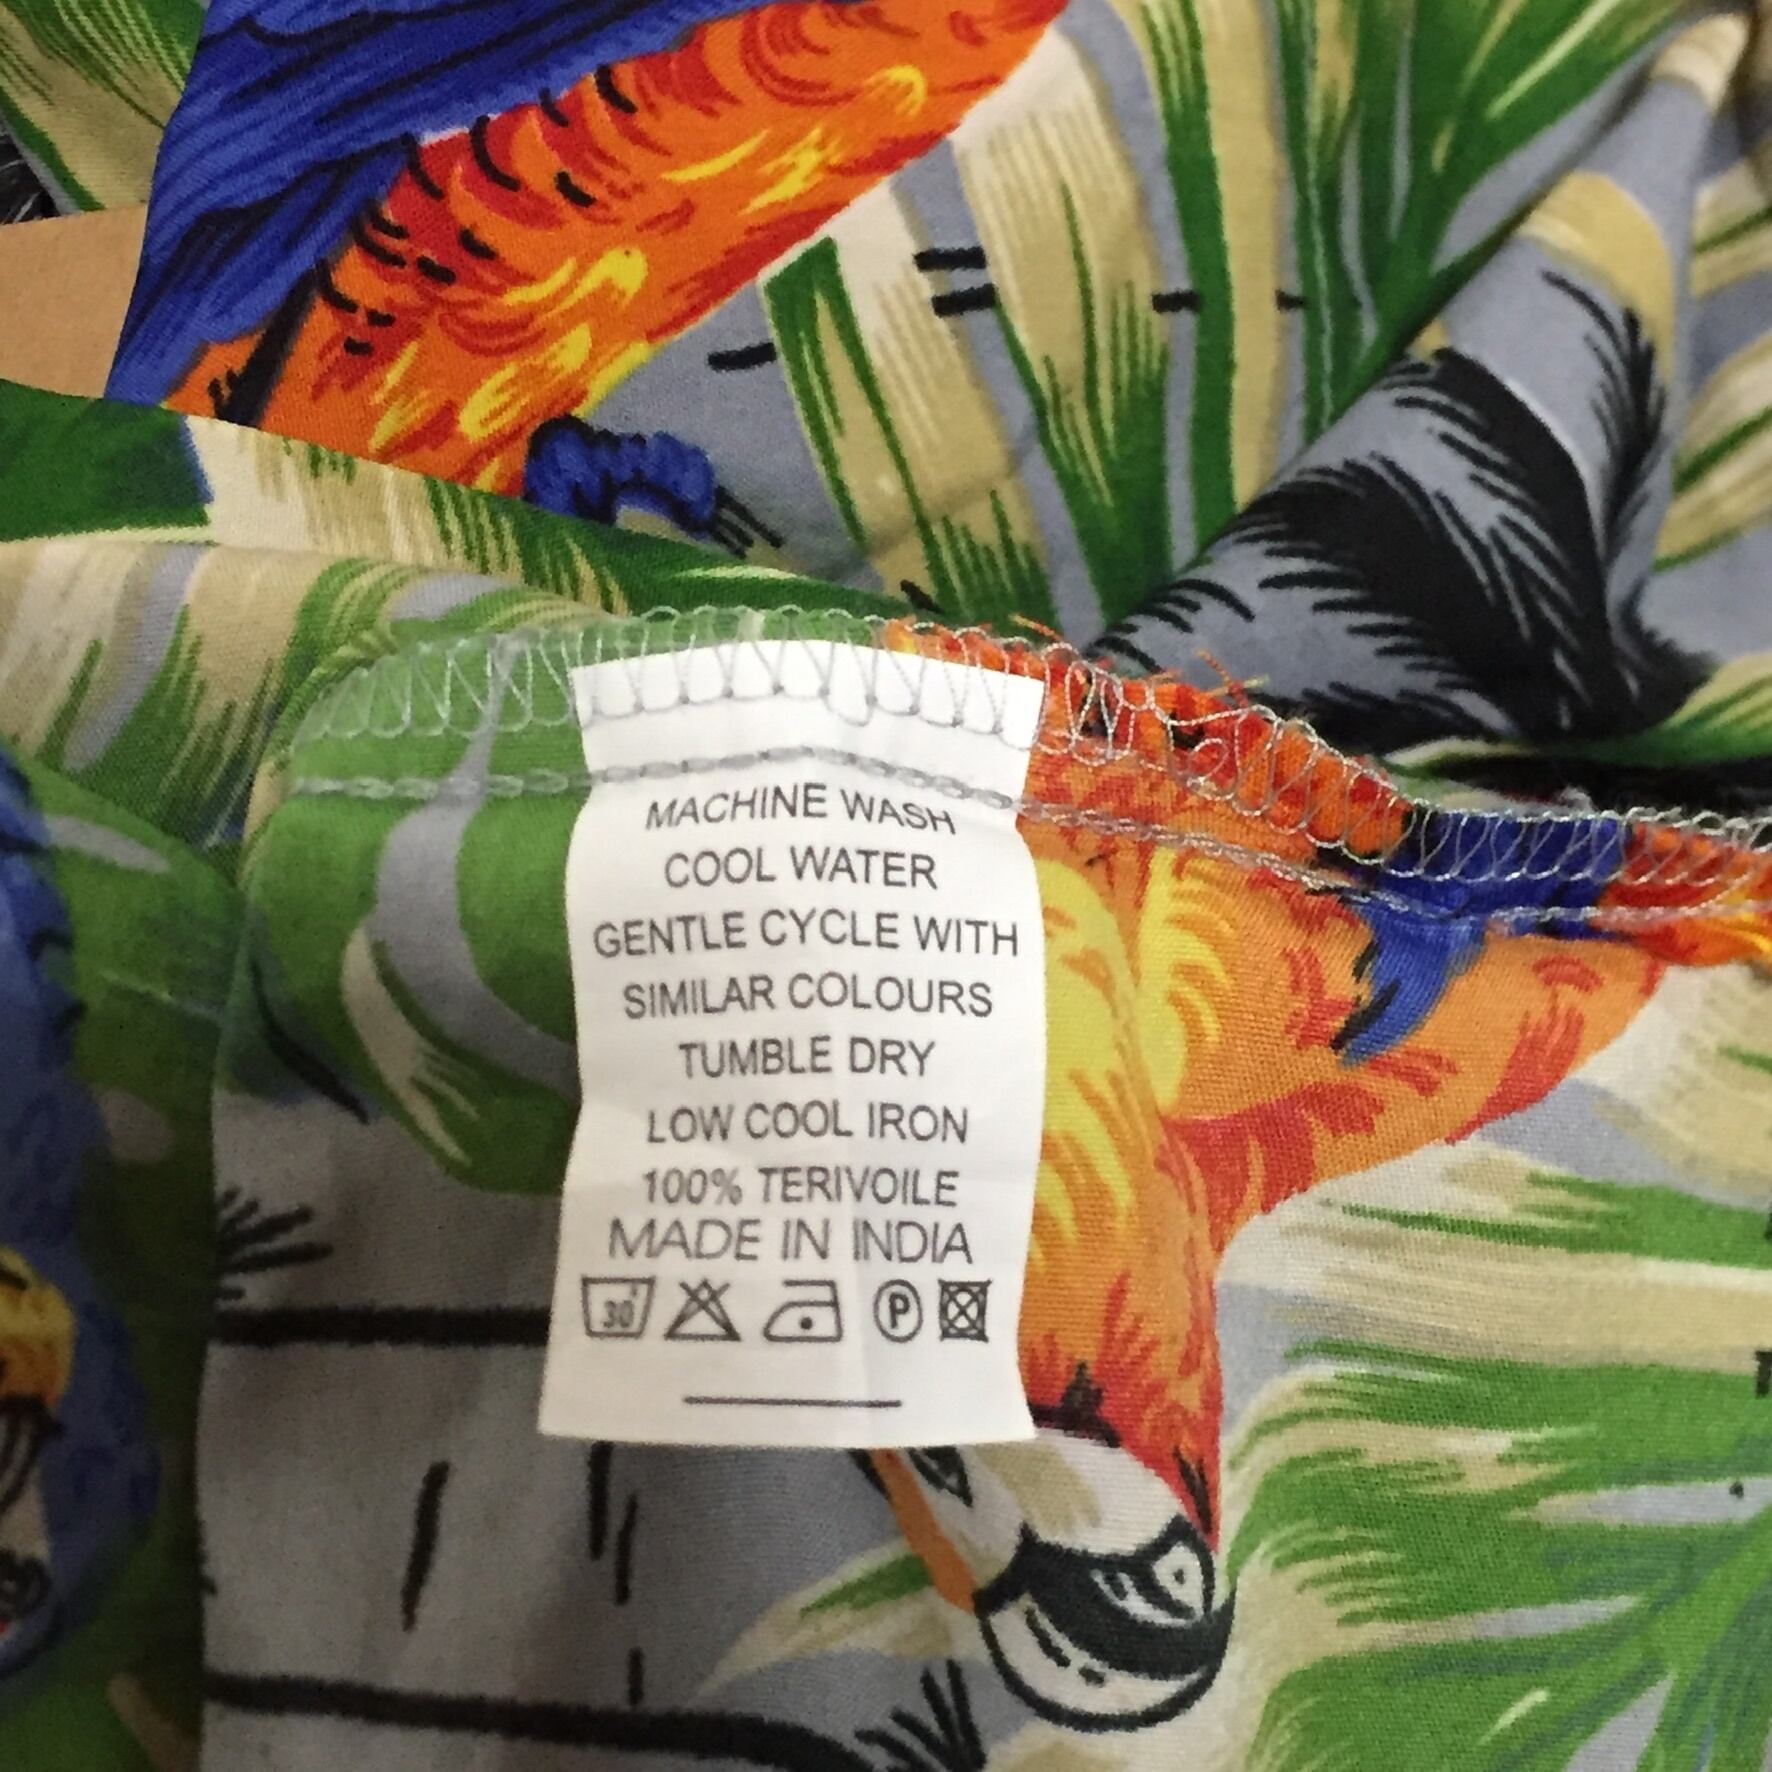 MACHINE WASH
COOL WATER
GENTLE CYCLE WITH
SIMILAR COLOURS
TUMBLE DRY
LOW COOL IRON
100% TERIVOILE
MADE IN INDIA
30° P